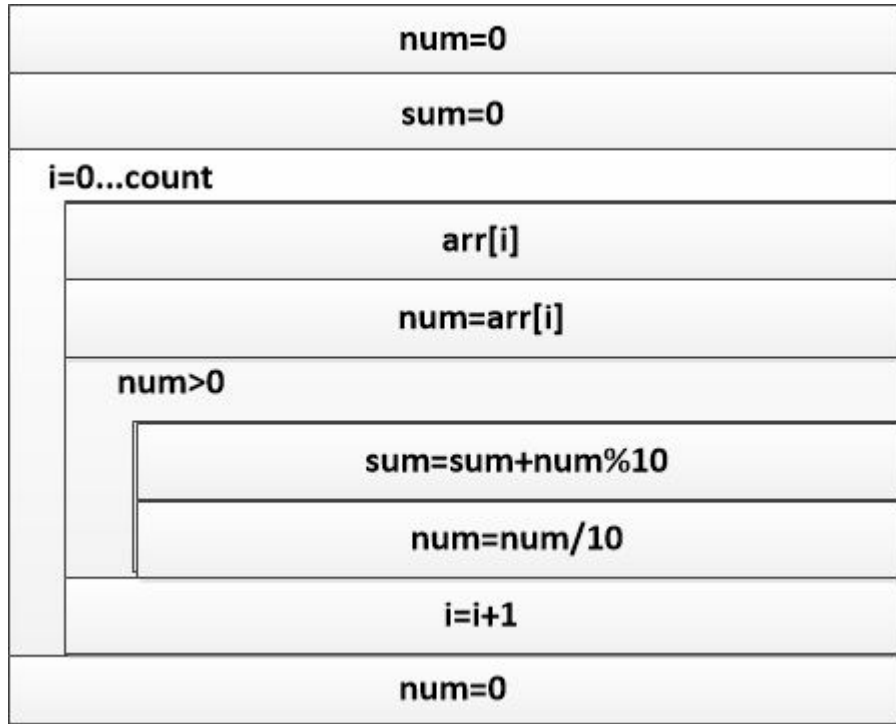 num=0
sum=0
i=0...count
arr[i]
num=arr[i]
num>0
sum=sum+num%10
num=num/10
i=i+1
num=0